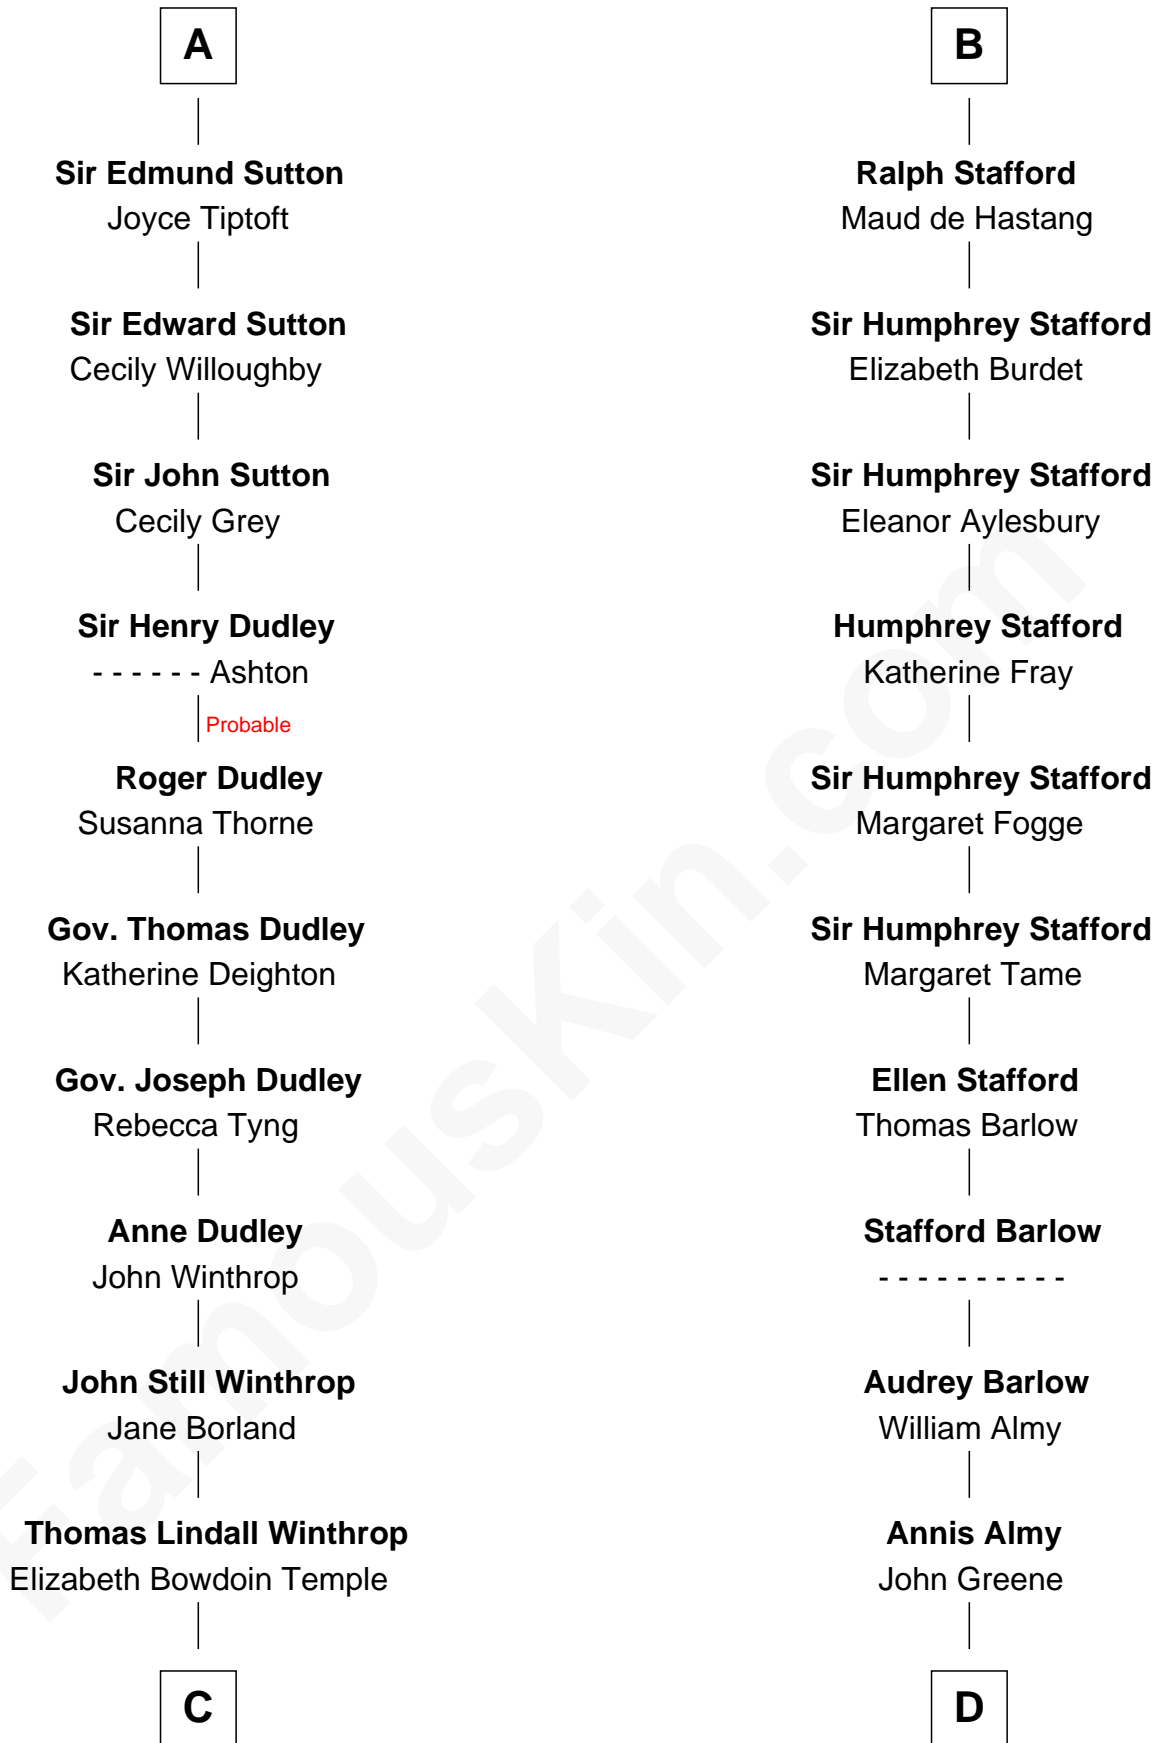 A
Sir Edmund Sutton
Joyce Tiptoft
Sir Edward Sutton
Cecily Willoughby
Sir John Sutton
Cecily Grey
Sir Henry Dudley
- - - - - - Ashton
Probable
Roger Dudley
Susanna Thorne
Gov. Thomas Dudley
Katherine Deighton
Gov. Joseph Dudley
Rebecca Tyng
Anne Dudley
John Winthrop
John Still Winthrop
Jane Borland
Thomas Lindall Winthrop
Elizabeth Bowdoin Temple
C
B
Ralph Stafford
Maud de Hastang
Sir Humphrey Stafford
Elizabeth Burdet
Sir Humphrey Stafford
Eleanor Aylesbury
Humphrey Stafford
Katherine Fray
Sir Humphrey Stafford
Margaret Fogge
Sir Humphrey Stafford
Margaret Tame
Ellen Stafford
Thomas Barlow
Stafford Barlow
- - - - - - - - - -
Audrey Barlow
William Almy
Annis Almy
John Greene
D
FamousKin.com